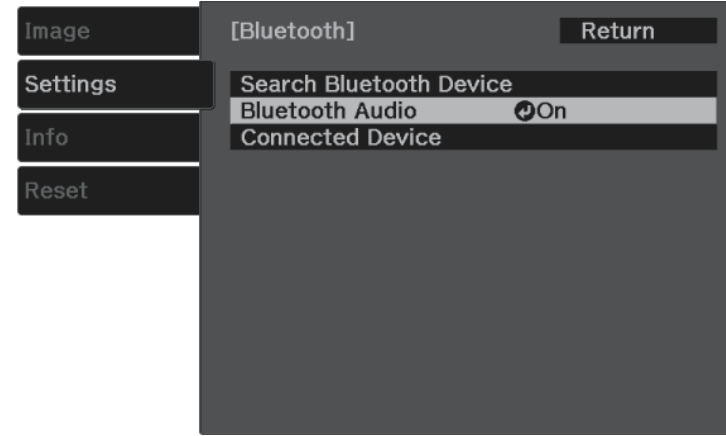 Image
Settings
Info
Reset
[Bluetooth]
Return
Search Bluetooth Device
Bluetooth Audio On
Connected Device